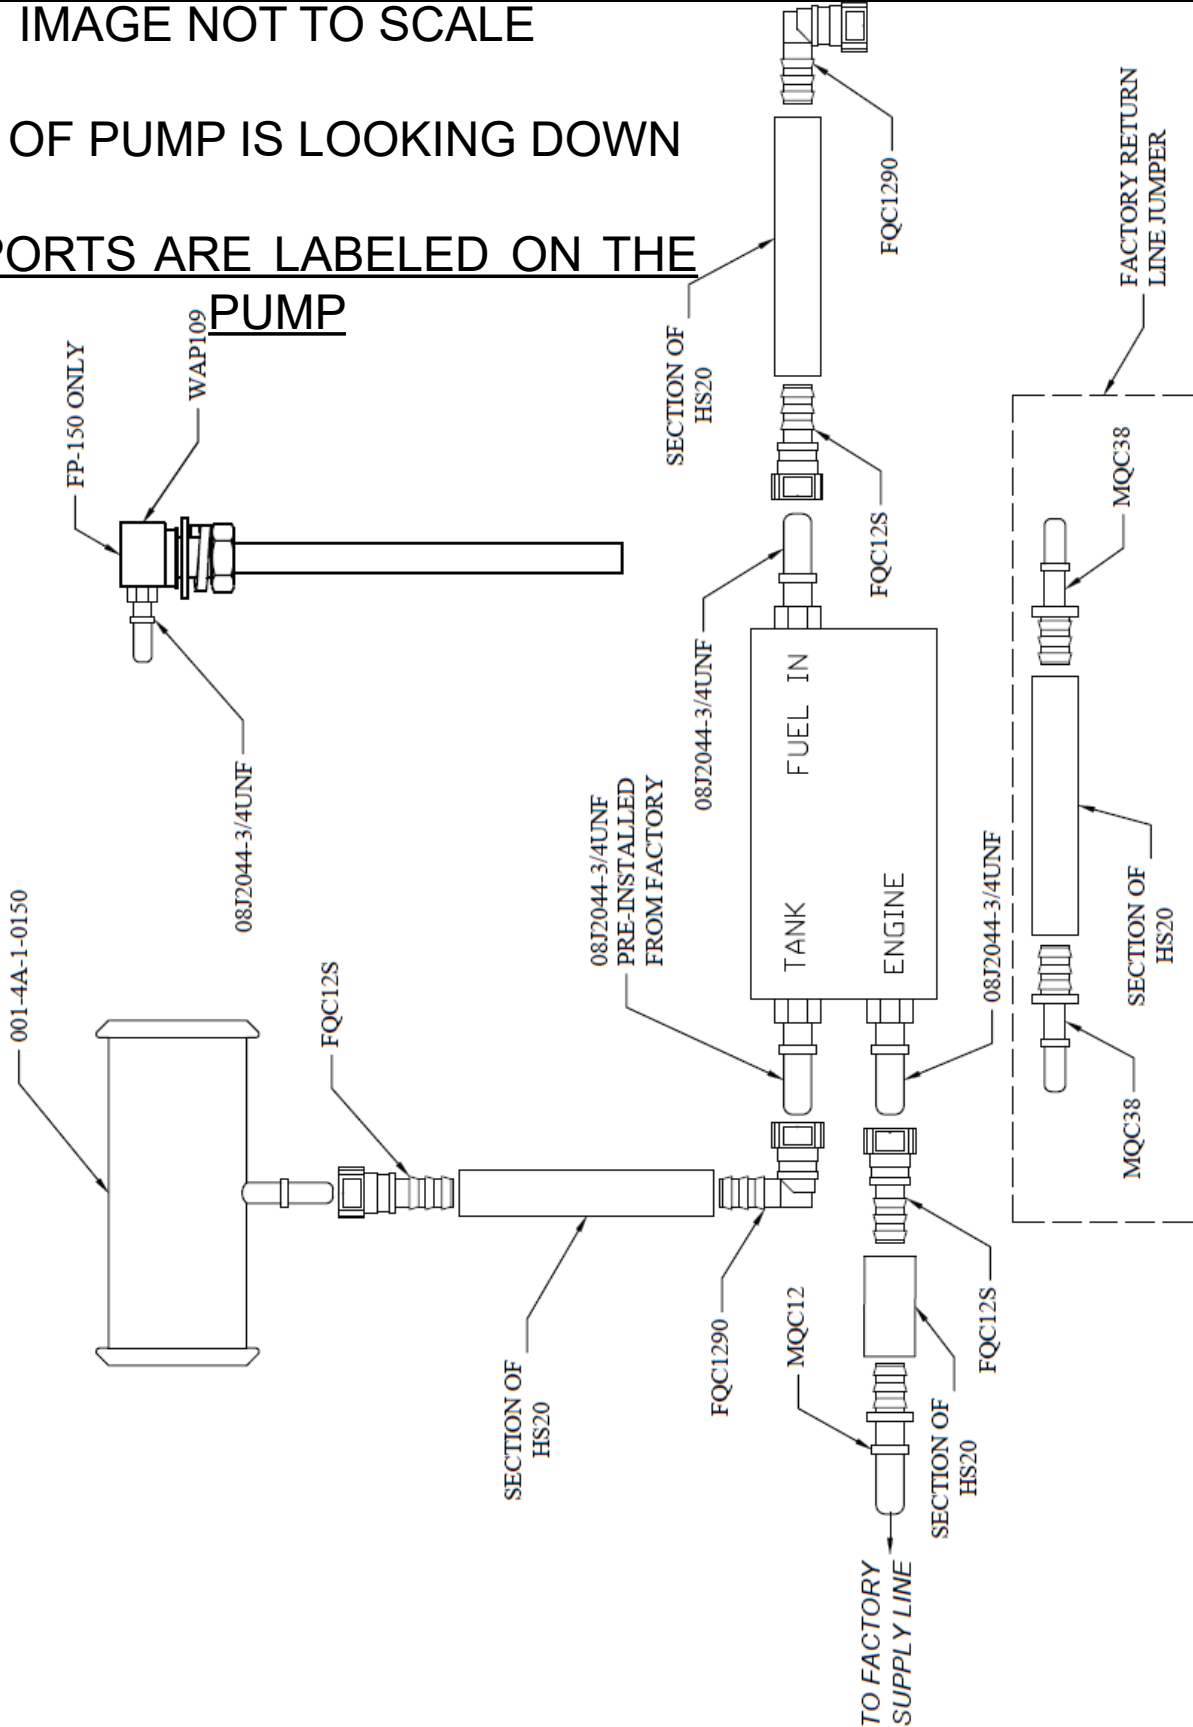 IMAGE NOT TO SCALE
OF PUMP IS LOOKING DOWN
PORTS ARE LABELED ON THE
PUMP
FP-150 ONLY
WAP109
08J2044-3/4UNF
001-4A-1-0150
FQC12S
SECTION OF
HS20
FQC1290
08J2044-3/4UNF
PRE-INSTALLED
FROM FACTORY
08J2044-3/4UNF
FQC12S
SECTION OF
HS20
FQC1290
TANK
FUEL IN
ENGINE
08J2044-3/4UNF
FQC12S
SECTION OF
HS20
MQC12
TO FACTORY
SUPPLY LINE
FACTORY RETURN
LINE JUMPER
MQC38
SECTION OF
HS20
MQC38